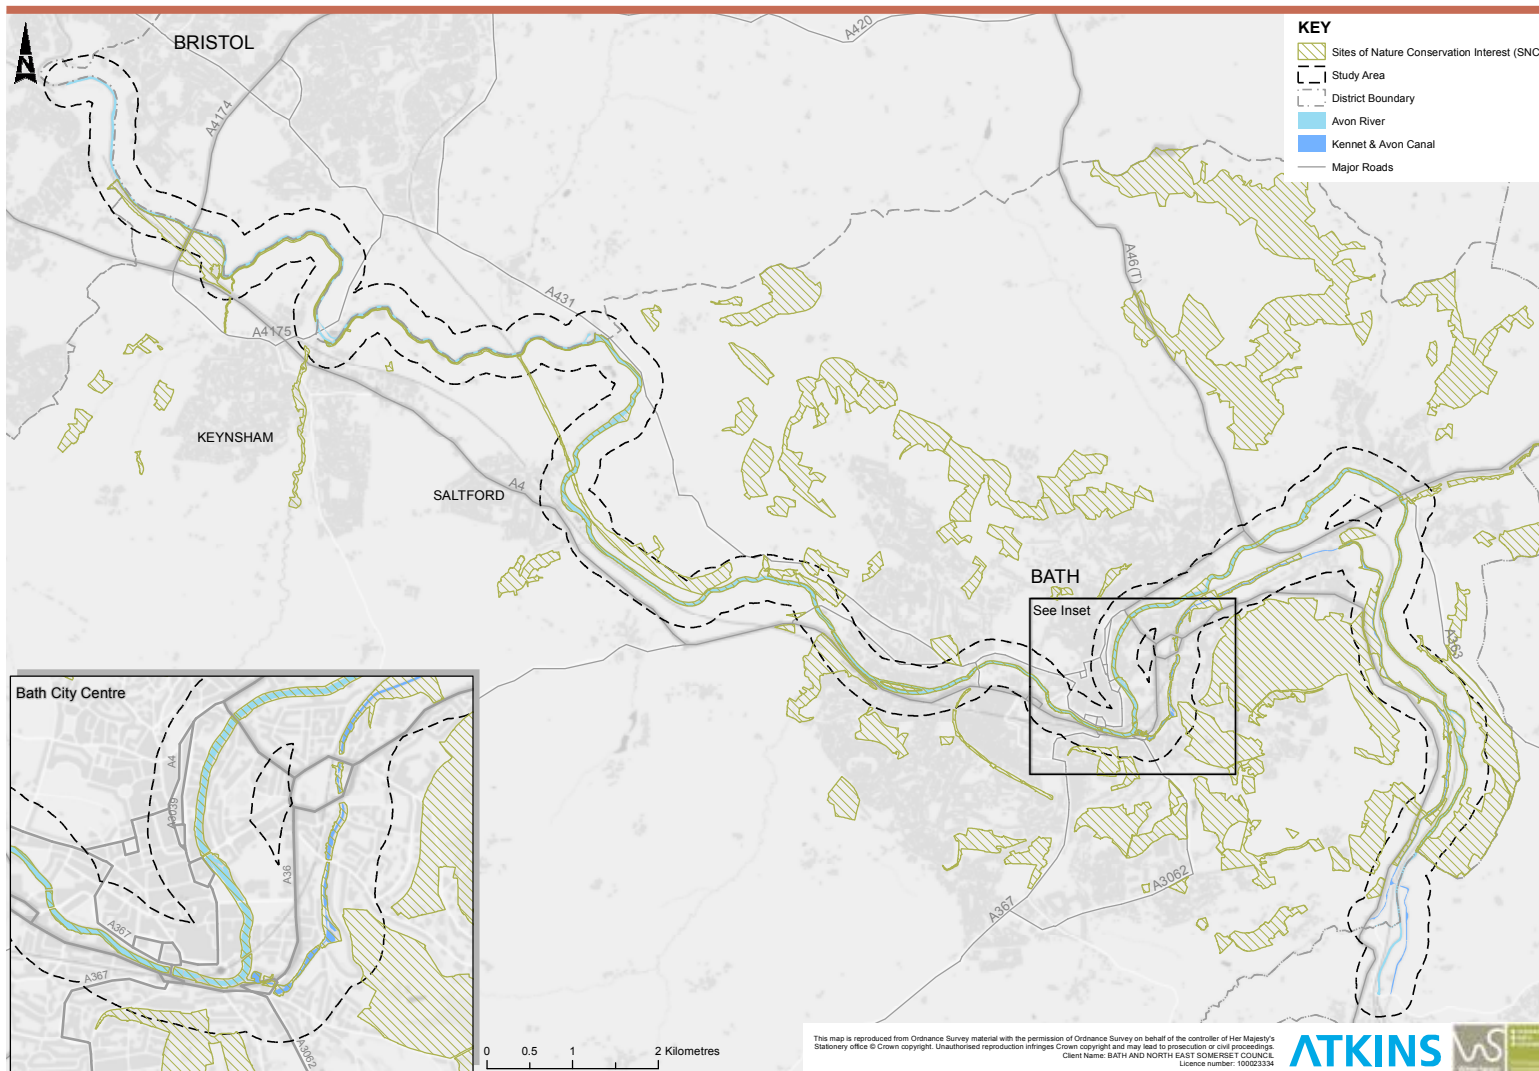 N
BRISTOL
A420
A4174
KEY
Sites of Nature Conservation Interest (SNC
Study Area
District Boundary
Avon River
Kennet & Avon Canal
Major Roads
A46(T)
A431
A4175
KEYNSHAM
SALTFORD
A4
BATH
See Inset
A363
A3062
A367
Bath City Centre
A4
A3039
A36
A367
A367
A3062
0 0.5 1 2 Kilometres
This map is reproduced from Ordnance Survey material with the permission of Ordnance Survey on behalf of the controller of Her Majesty's
Stationery office © Crown copyright. Unauthorised reproduction infringes Crown copyright and may lead to prosecution or civil proceedings.
Client Name: BATH AND NORTH EAST SOMERSET COUNCIL
Licence number: 100023334
ATKINS